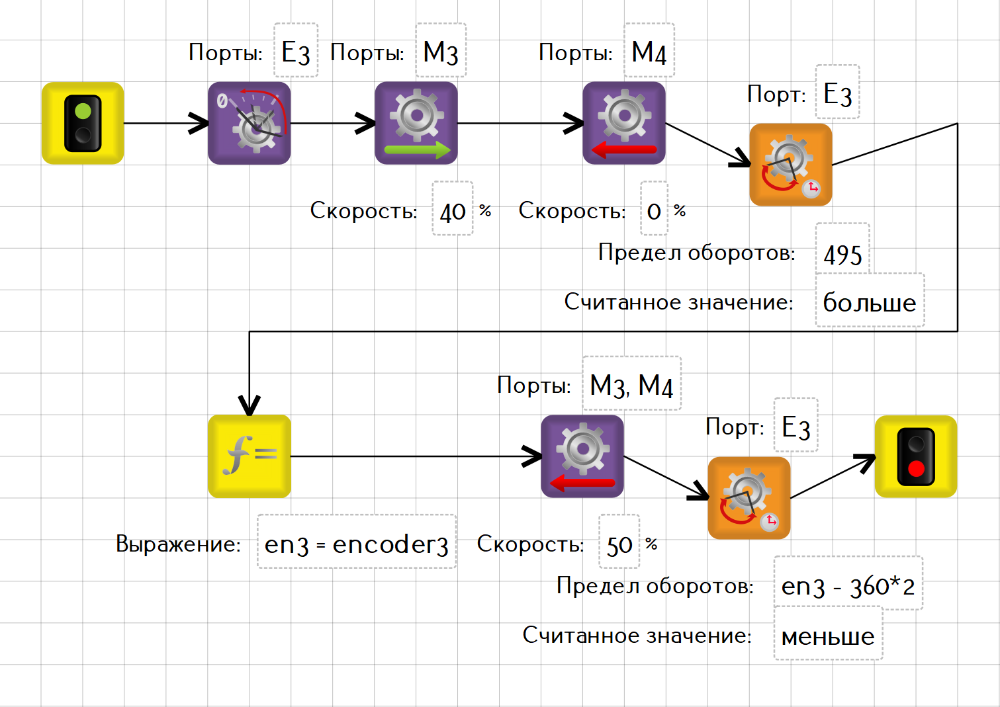 Порты: E3 Порты: M3 Порты: M4
Порт: E3
0
Скорость: 40 % Скорость: 0 %
Предел оборотов: 495
Считанное значение: больше
Порты: M3, M4
Порт: E3
f=
Выражение: en3 = encoder3 Скорость: 50 %
Предел оборотов: en3 - 360*2
Считанное значение: меньше